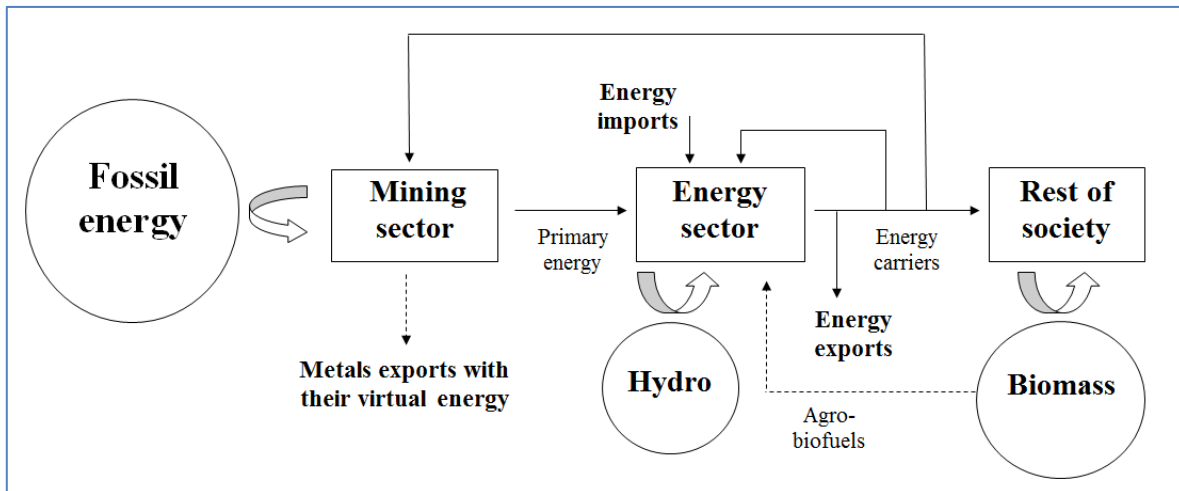 Fossil
energy
Mining
sector
Primary
energy
Energy
imports
Energy
sector
Energy
carriers
Rest of
society
Metals exports with
their virtual energy
Hydro
Energy
exports
Agro-
biofuels
Biomass